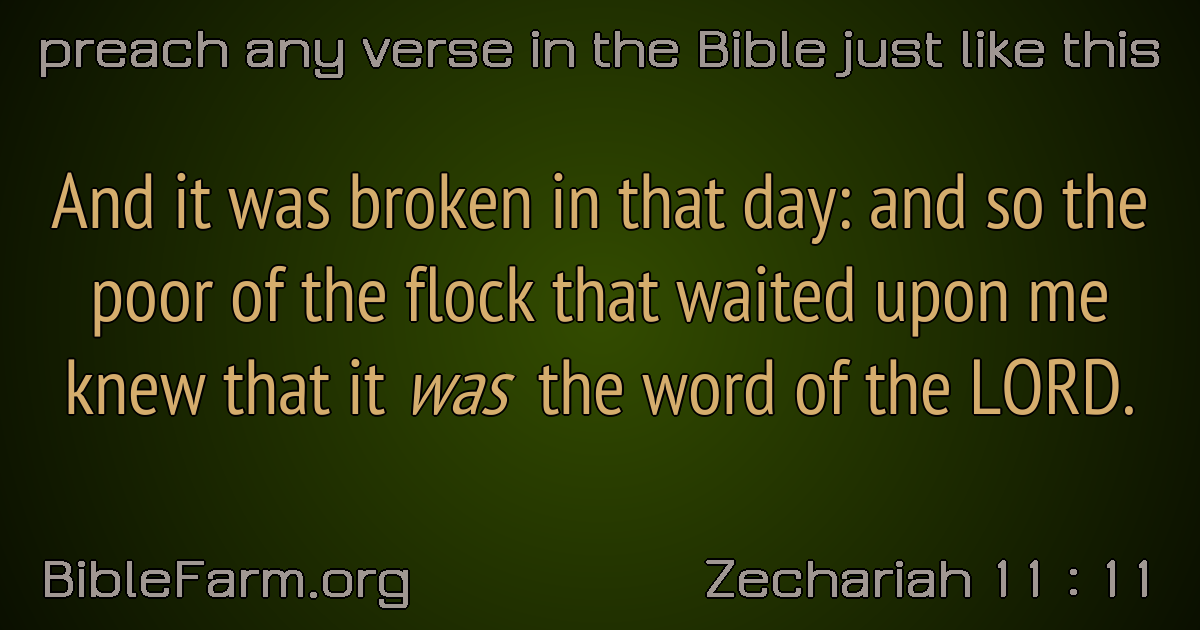 preach any verse in the Bible just like this
And it was broken in that day: and so the
poor of the flock that waited upon me
knew that it was the word of the LORD.
BibleFarm.org
Zechariah 11 : 11